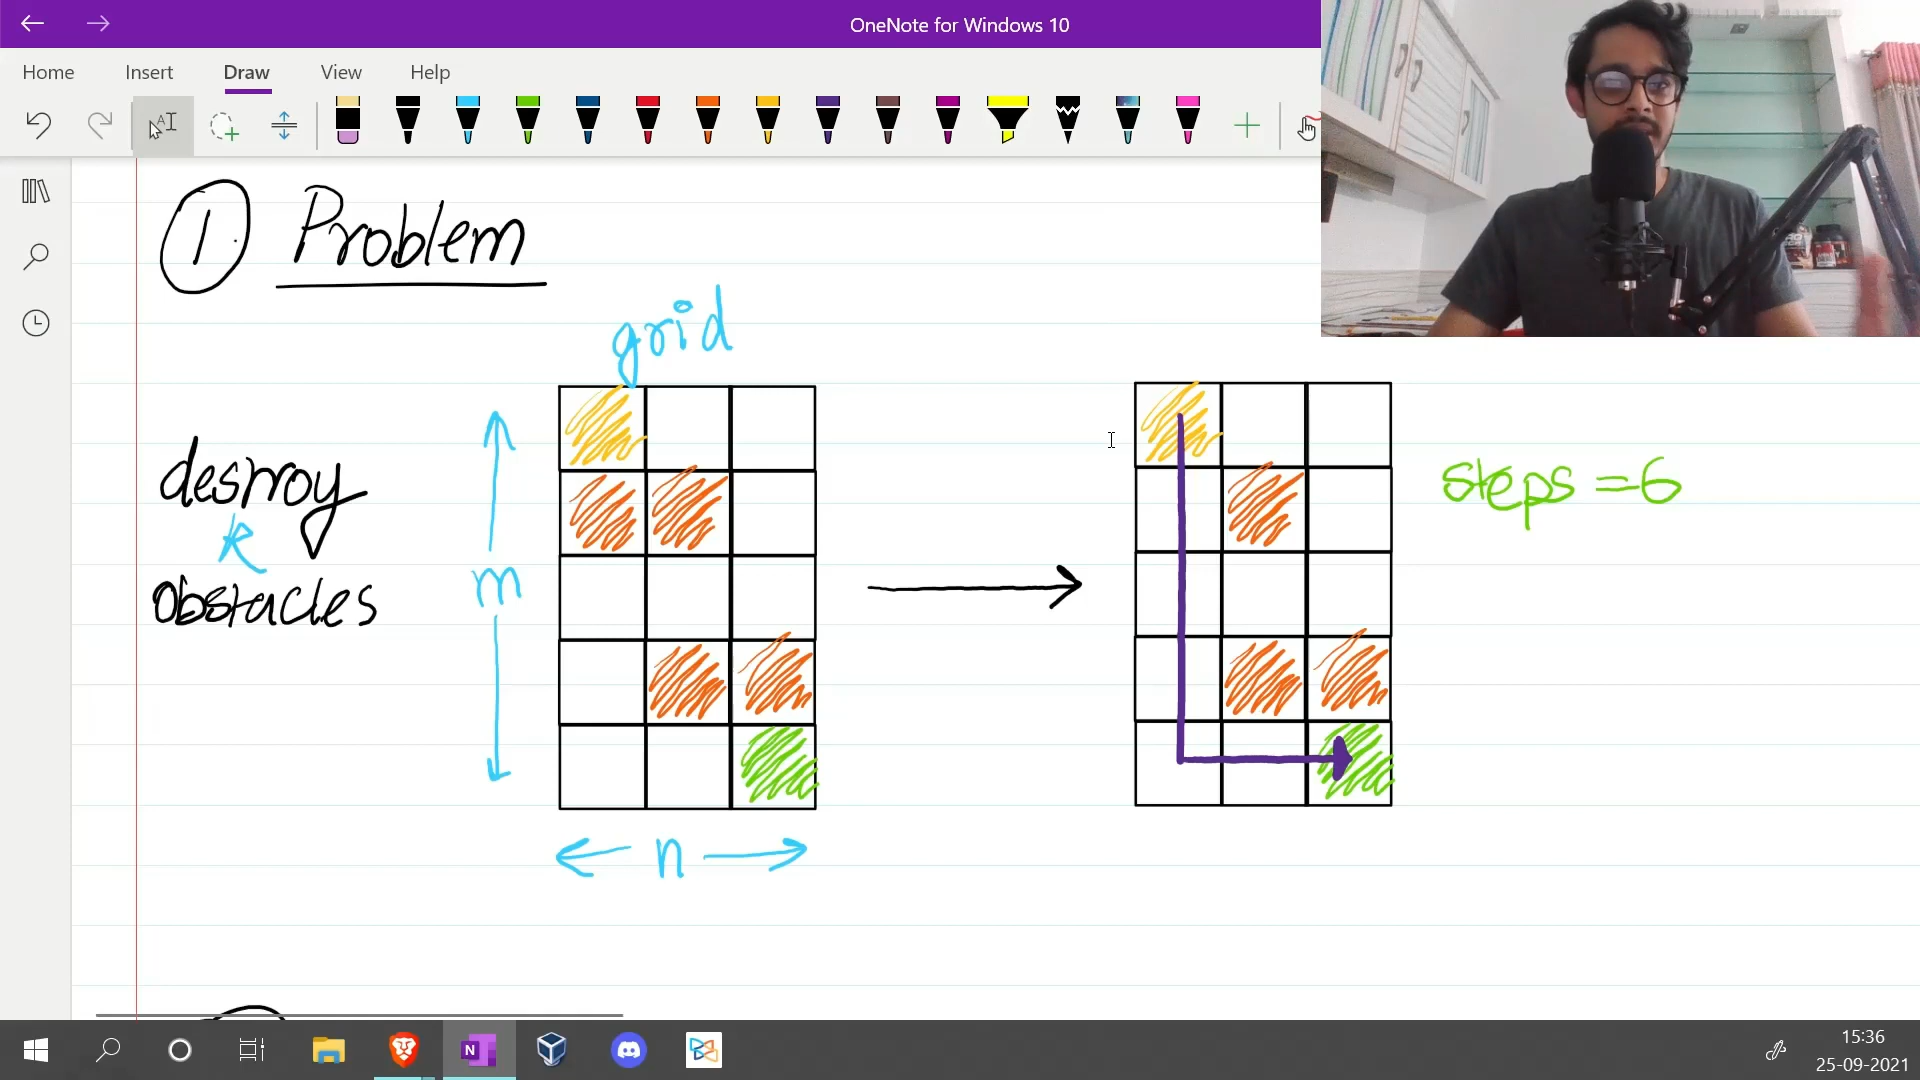 OneNote for Windows 10
Home Insert Draw View Help
① Problem
grid
desrroy
k
obstacles
m
n
steps = 6
N
15:36
25-09-2021